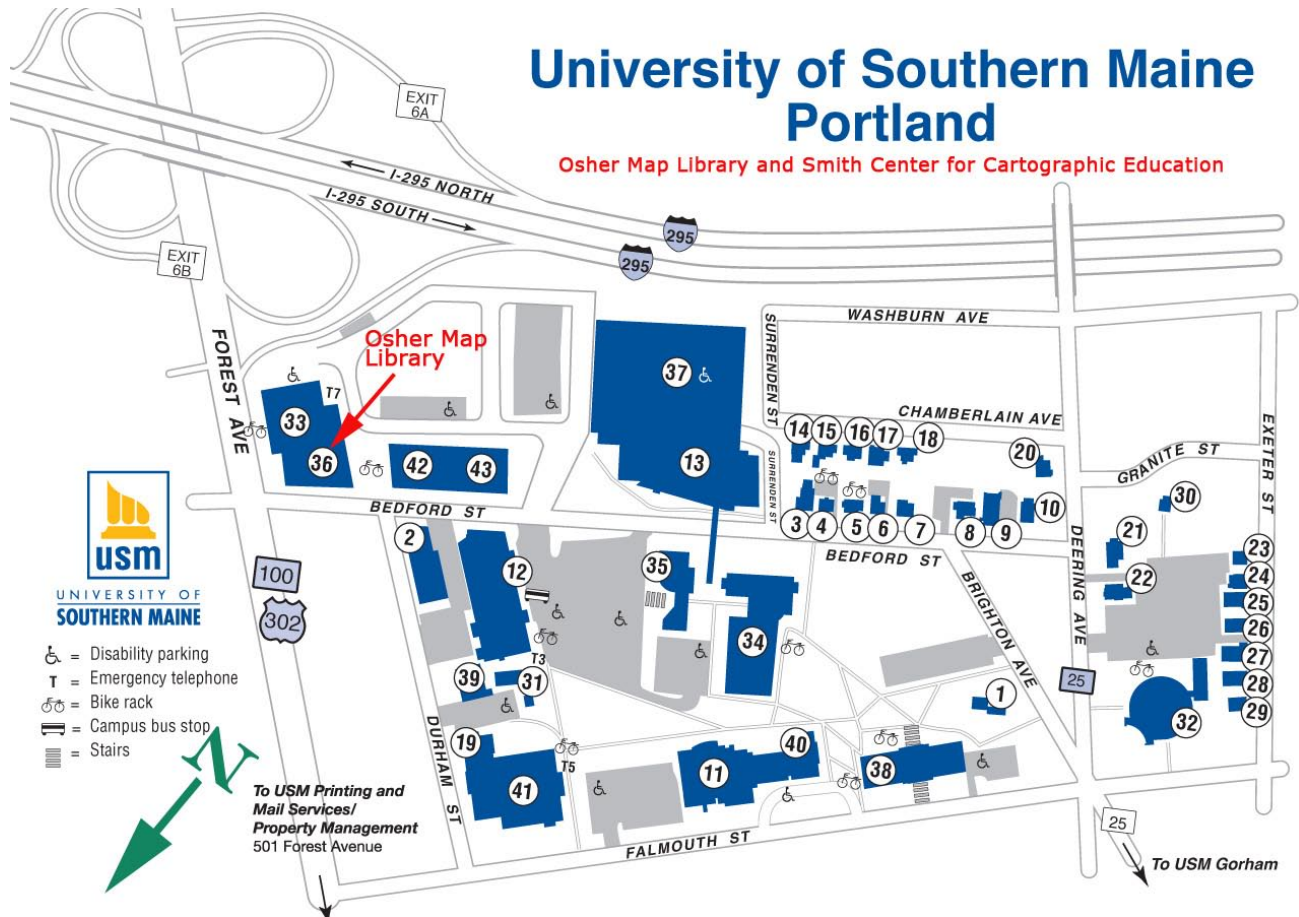 University of Southern Maine
Portland
Osher Map Library and Smith Center for Cartographic Education
EXIT
6A
I-295 NORTH
I-295 SOUTH
295
295
EXIT
6B
FOREST AVE
Osher Map
Library
T7
33
36
42
43
37
13
SURRENDEN ST
SURRENDEN ST
WASHBURN AVE
CHAMBERLAIN AVE
14
15
16
17
18
20
GRANITE ST
EXETER ST
30
3
4
5
6
7
8
9
10
BEDFORD ST
BEDFORD ST
BRIGHTON AVE
DEERING AVE
21
22
23
24
25
26
27
28
29
32
25
2
12
35
34
T3
39
31
1
19
41
T5
11
40
38
DURHAM ST
FALMOUTH ST
usm
UNIVERSITY OF
SOUTHERN MAINE
100
302
= Disability parking
T = Emergency telephone
= Bike rack
= Campus bus stop
= Stairs
N
To USM Printing and
Mail Services/
Property Management
501 Forest Avenue
25
To USM Gorham